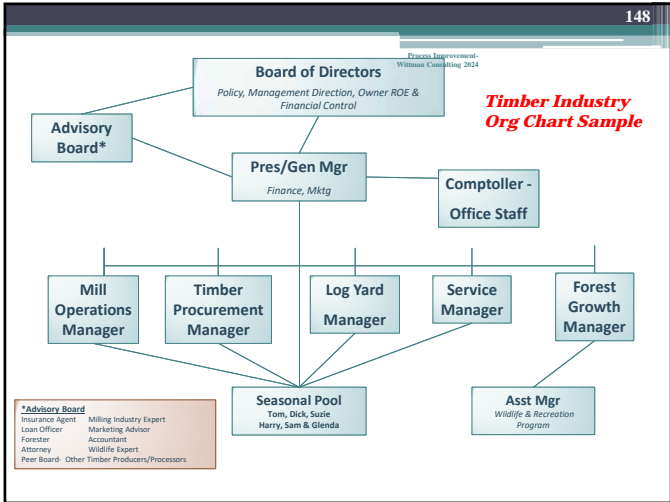 148
Process Improvement-
Wittman Consulting 2024
Board of Directors
Policy, Management Direction, Owner ROE &
Financial Control
Timber Industry
Org Chart Sample
Advisory
Board*
Pres/Gen Mgr
Finance, Mktg
Comptoller -
Office Staff
Mill
Operations
Manager
Timber
Procurement
Manager
Log Yard
Manager
Service
Manager
Forest
Growth
Manager
Seasonal Pool
Tom, Dick, Suzie
Harry, Sam & Glenda
Asst Mgr
Wildlife & Recreation
Program
*Advisory Board
Insurance Agent Milling Industry Expert
Loan Officer Marketing Advisor
Forester Accountant
Attorney Wildlife Expert
Peer Board- Other Timber Producers/Processors